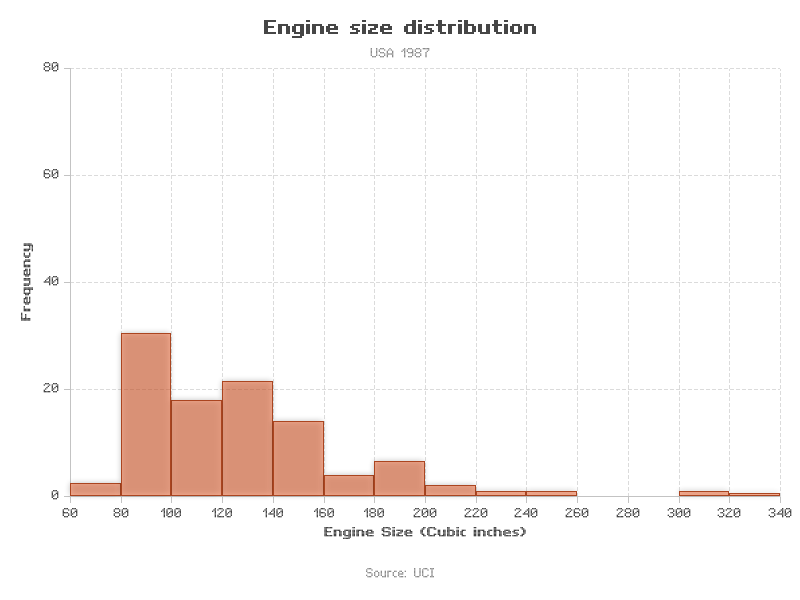 Engine size distribution
USA 1987
80
60
40
20
0
Frequency
60 80 100 120 140 160 180 200 220 240 260 280 300 320 340
Engine Size (Cubic inches)
Source: UCI